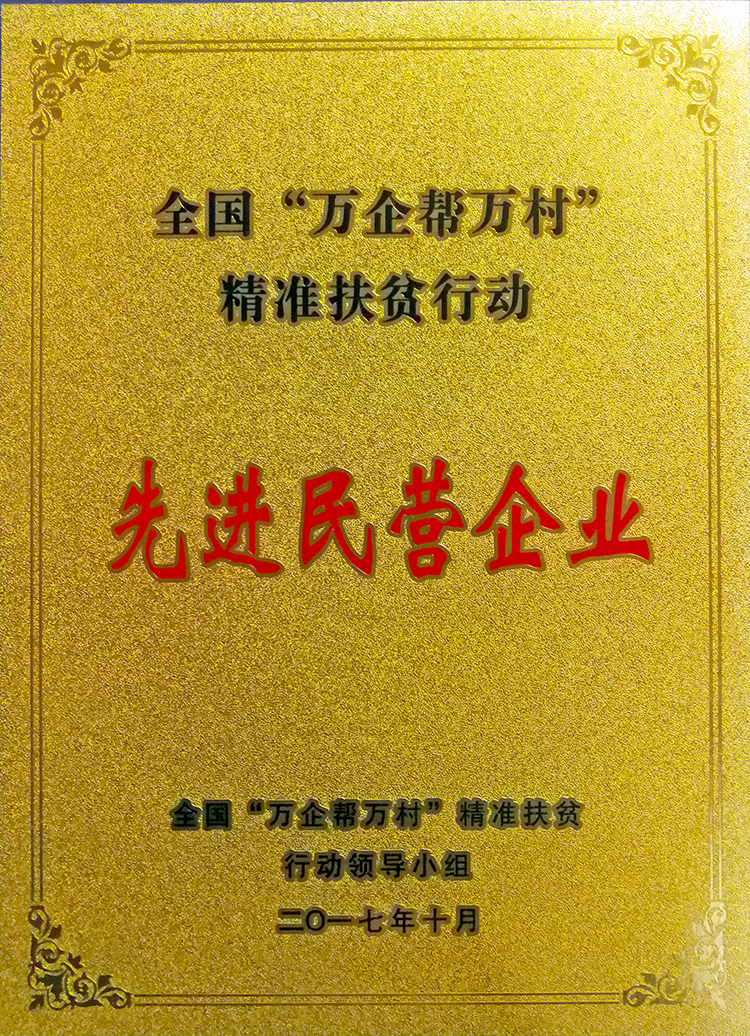 全国“万企帮万村”
精准扶贫行动
先进民营企业
全国“万企帮万村”精准扶贫
行动领导小组
二〇一七年十月